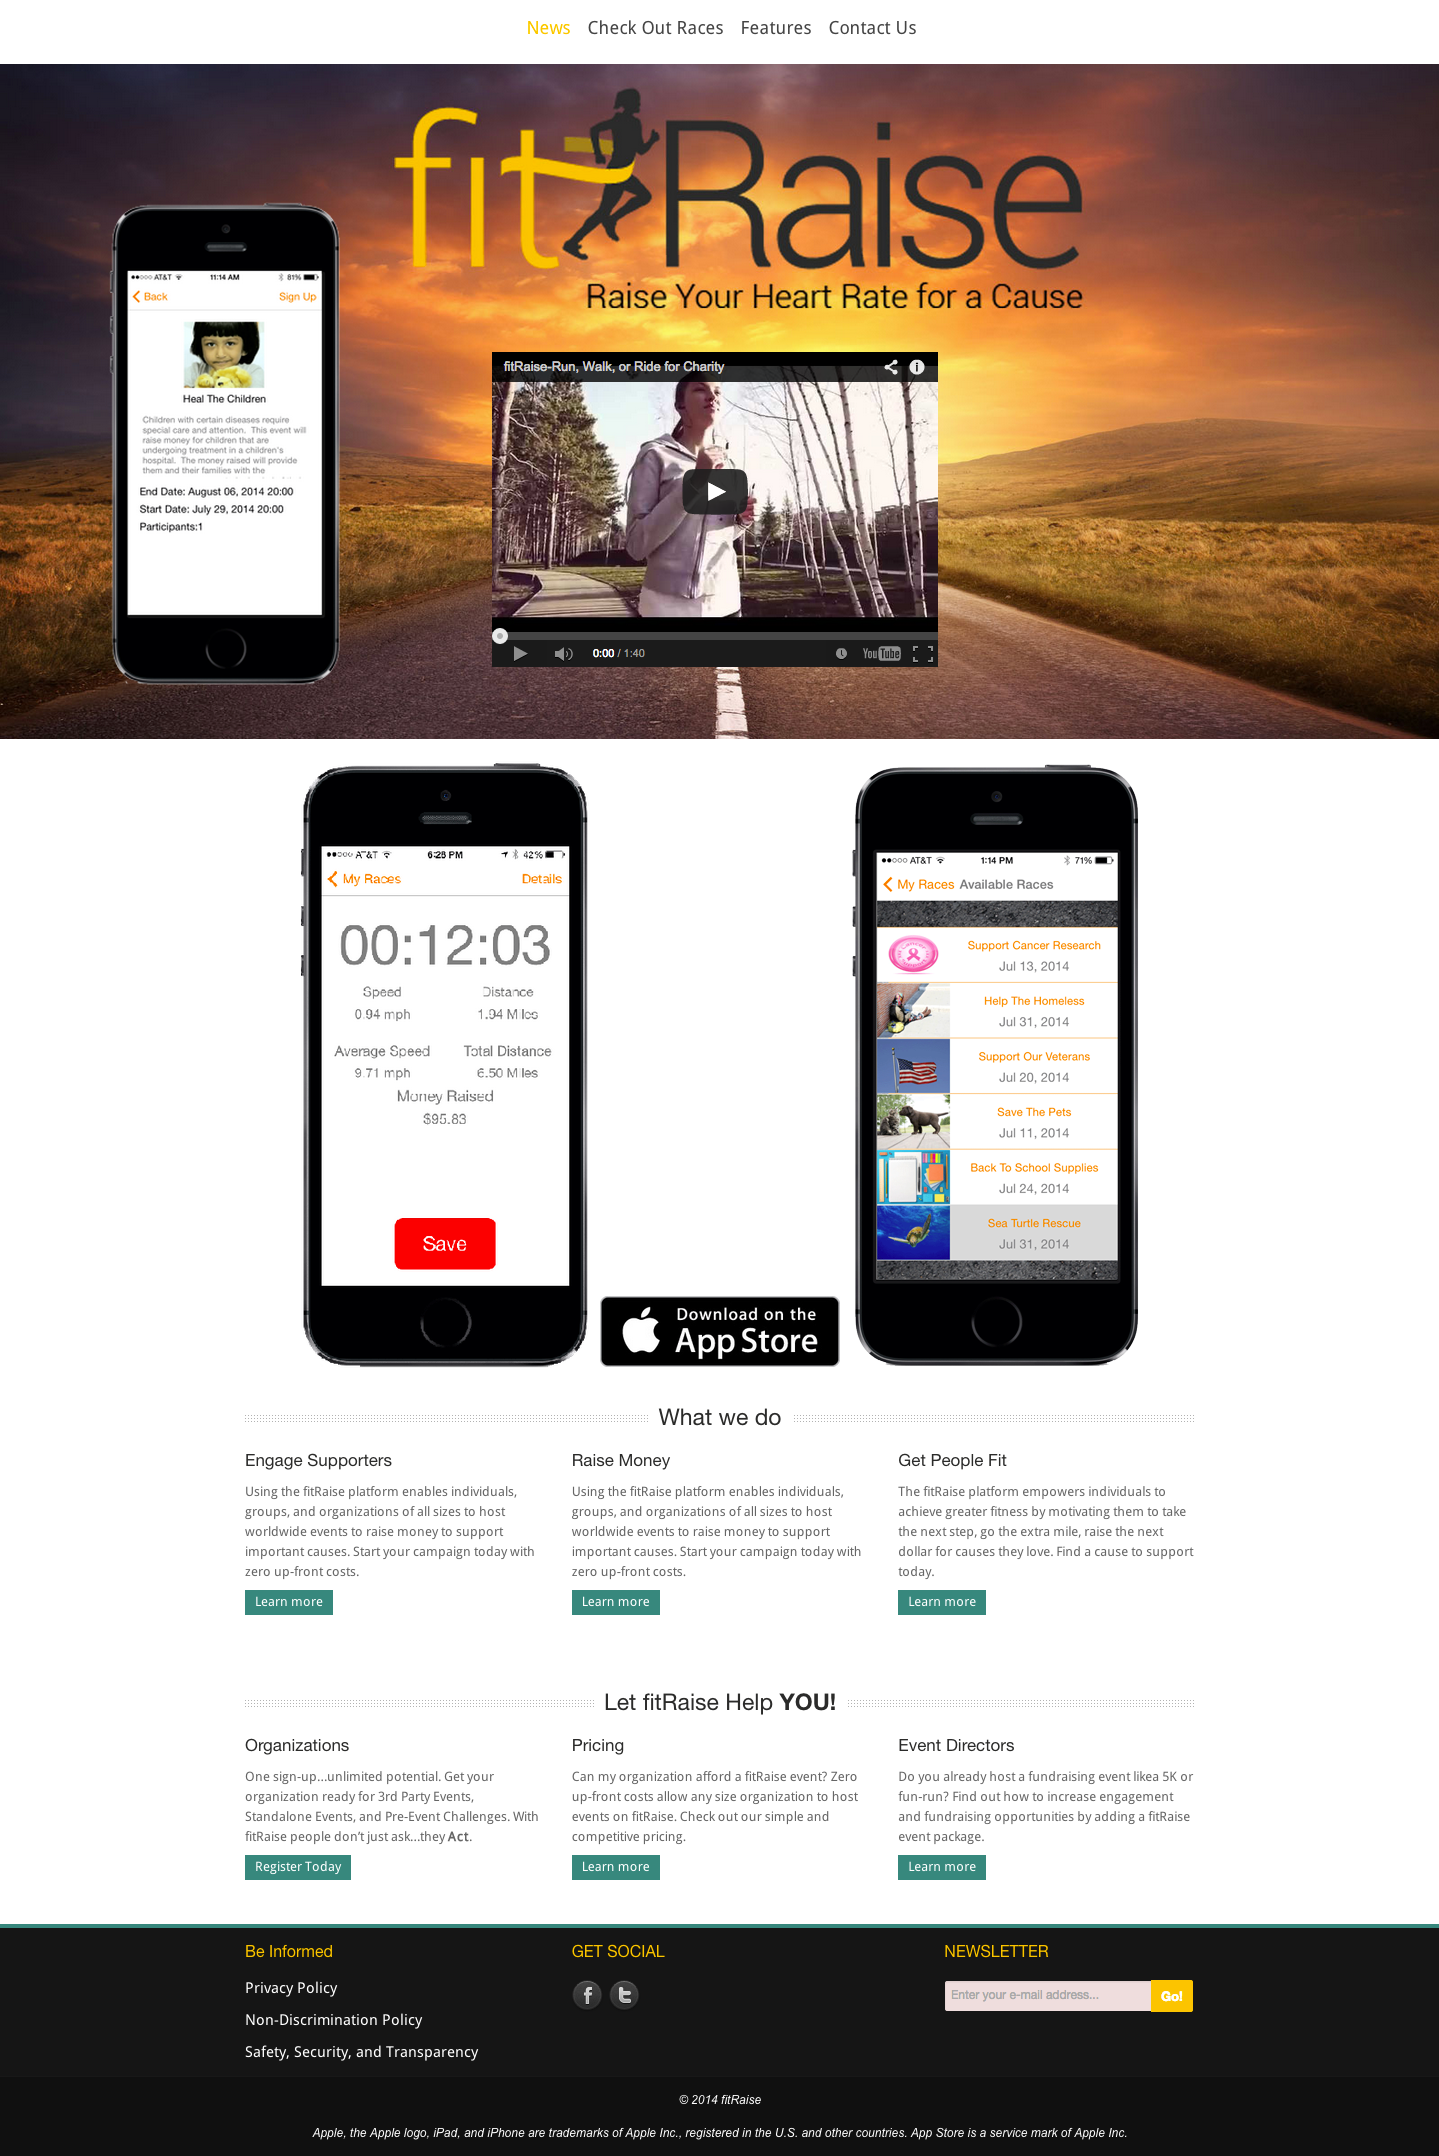 News Check Out Races Features Contact Us
fitRaise
Raise Your Heart Rate for a Cause
AT&T 11:14 AM 81%
Back Sign Up
Heal The Children
Children with certain diseases require
special care and attention. This event will
raise money for children that are
undergoing treatment in a children's
hospital. The money raised will provide
them and their families with the
End Date: August 06, 2014 20:00
Start Date: July 29, 2014 20:00
Participants:1
fitRaise-Run, Walk, or Ride for Charity
0:00 / 1:40 YouTube
AT&T 6:28 PM 42%
My Races Details
00:12:03
Speed Distance
0.94 mph 1.94 Miles
Average Speed Total Distance
9.71 mph 6.50 Miles
Money Raised
$95.83
Save
AT&T 1:14 PM 71%
My Races Available Races
Support Cancer Research
Jul 13, 2014
Help The Homeless
Jul 31, 2014
Support Our Veterans
Jul 20, 2014
Save The Pets
Jul 11, 2014
Back To School Supplies
Jul 24, 2014
Sea Turtle Rescue
Jul 31, 2014
Download on the
App Store
What we do
Engage Supporters
Using the fitRaise platform enables individuals,
groups, and organizations of all sizes to host
worldwide events to raise money to support
important causes. Start your campaign today with
zero up-front costs.
Learn more
Raise Money
Using the fitRaise platform enables individuals,
groups, and organizations of all sizes to host
worldwide events to raise money to support
important causes. Start your campaign today with
zero up-front costs.
Learn more
Get People Fit
The fitRaise platform empowers individuals to
achieve greater fitness by motivating them to take
the next step, go the extra mile, raise the next
dollar for causes they love. Find a cause to support
today.
Learn more
Let fitRaise Help YOU!
Organizations
One sign-up...unlimited potential. Get your
organization ready for 3rd Party Events,
Standalone Events, and Pre-Event Challenges. With
fitRaise people don't just ask...they Act.
Register Today
Pricing
Can my organization afford a fitRaise event? Zero
up-front costs allow any size organization to host
events on fitRaise. Check out our simple and
competitive pricing.
Learn more
Event Directors
Do you already host a fundraising event likea 5K or
fun-run? Find out how to increase engagement
and fundraising opportunities by adding a fitRaise
event package.
Learn more
Be Informed
Privacy Policy
Non-Discrimination Policy
Safety, Security, and Transparency
GET SOCIAL
NEWSLETTER
Enter your e-mail address... Go!
© 2014 fitRaise
Apple, the Apple logo, iPad, and iPhone are trademarks of Apple Inc., registered in the U.S. and other countries. App Store is a service mark of Apple Inc.